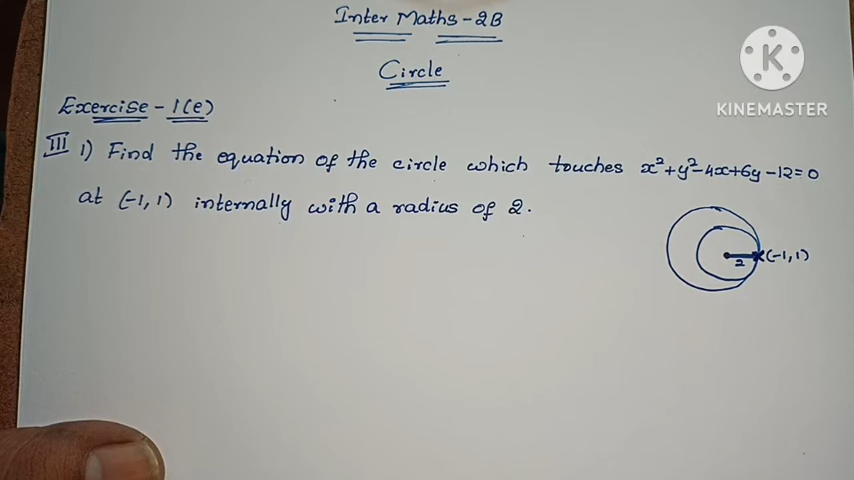 Inter Maths-2B
Circle
K
KINEMASTER
Exercise - 1(e)
III 1) Find the equation of the circle which touches x²+y²-4x+6y-12=0
at (-1,1) internally with a radius of 2.
2 (-1,1)